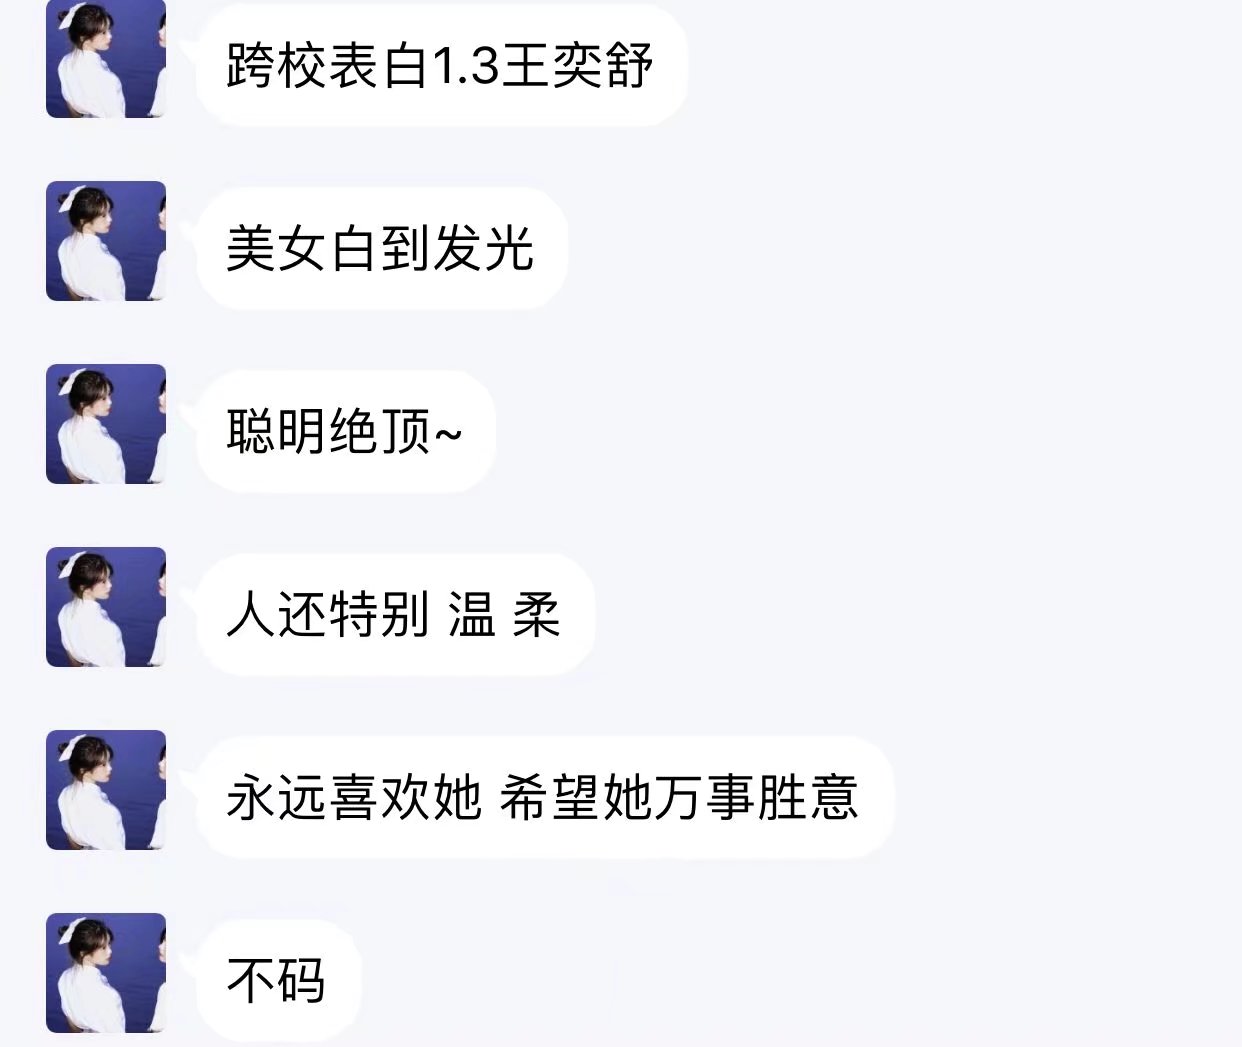 跨校表白1.3王奕舒
美女白到发光
聪明绝顶~
人还特别 温 柔
永远喜欢她 希望她万事胜意
不码